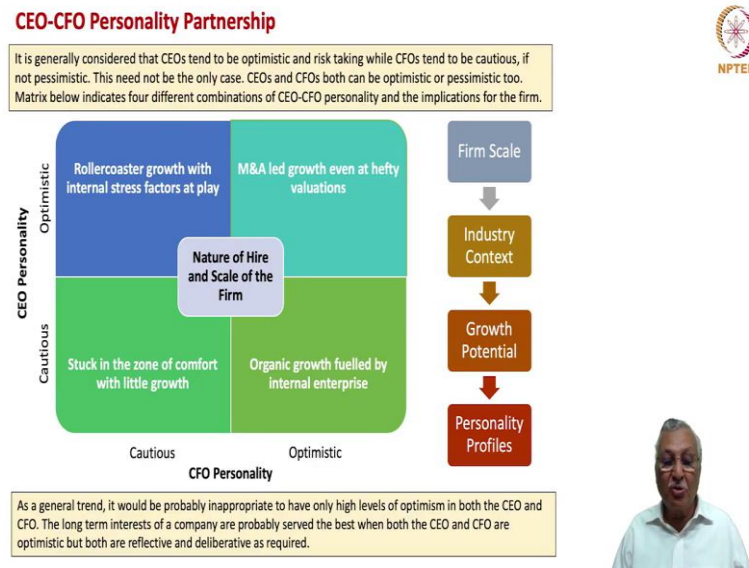 CEO-CFO Personality Partnership
It is generally considered that CEOs tend to be optimistic and risk taking while CFOs tend to be cautious, if
not pessimistic. This need not be the only case. CEOs and CFOs both can be optimistic or pessimistic too.
Matrix below indicates four different combinations of CEO-CFO personality and the implications for the firm.
NPTEL
CEO Personality
Optimistic
Cautious
Rollercoaster growth with
internal stress factors at play
M&A led growth even at hefty
valuations
Nature of Hire
and Scale of the
Firm
Stuck in the zone of comfort
with little growth
Organic growth fuelled by
internal enterprise
Cautious
Optimistic
CFO Personality
Firm Scale
Industry
Context
Growth
Potential
Personality
Profiles
As a general trend, it would be probably inappropriate to have only high levels of optimism in both the CEO and
CFO. The long term interests of a company are probably served the best when both the CEO and CFO are
optimistic but both are reflective and deliberative as required.